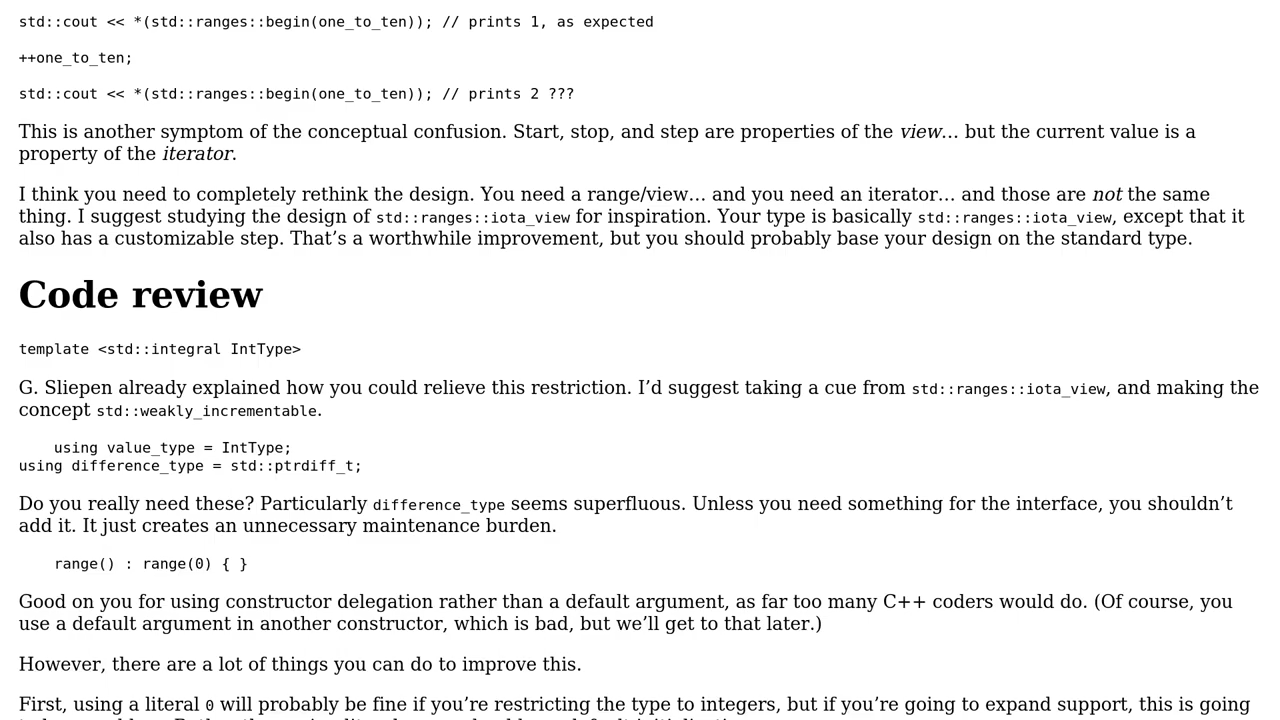 std::cout << *(std::ranges::begin(one_to_ten)); // prints 1, as expected
++one_to_ten;
std::cout << *(std::ranges::begin(one_to_ten)); // prints 2 ???
This is another symptom of the conceptual confusion. Start, stop, and step are properties of the view… but the current value is a
property of the iterator.
I think you need to completely rethink the design. You need a range/view… and you need an iterator… and those are not the same
thing. I suggest studying the design of std::ranges::iota_view for inspiration. Your type is basically std::ranges::iota_view, except that it
also has a customizable step. That’s a worthwhile improvement, but you should probably base your design on the standard type.
Code review
template <std::integral IntType>
G. Sliepen already explained how you could relieve this restriction. I’d suggest taking a cue from std::ranges::iota_view, and making the
concept std::weakly_incrementable.
using value_type = IntType;
using difference_type = std::ptrdiff_t;
Do you really need these? Particularly difference_type seems superfluous. Unless you need something for the interface, you shouldn’t
add it. It just creates an unnecessary maintenance burden.
range() : range(0) { }
Good on you for using constructor delegation rather than a default argument, as far too many C++ coders would do. (Of course, you
use a default argument in another constructor, which is bad, but we’ll get to that later.)
However, there are a lot of things you can do to improve this.
First, using a literal 0 will probably be fine if you’re restricting the type to integers, but if you’re going to expand support, this is going